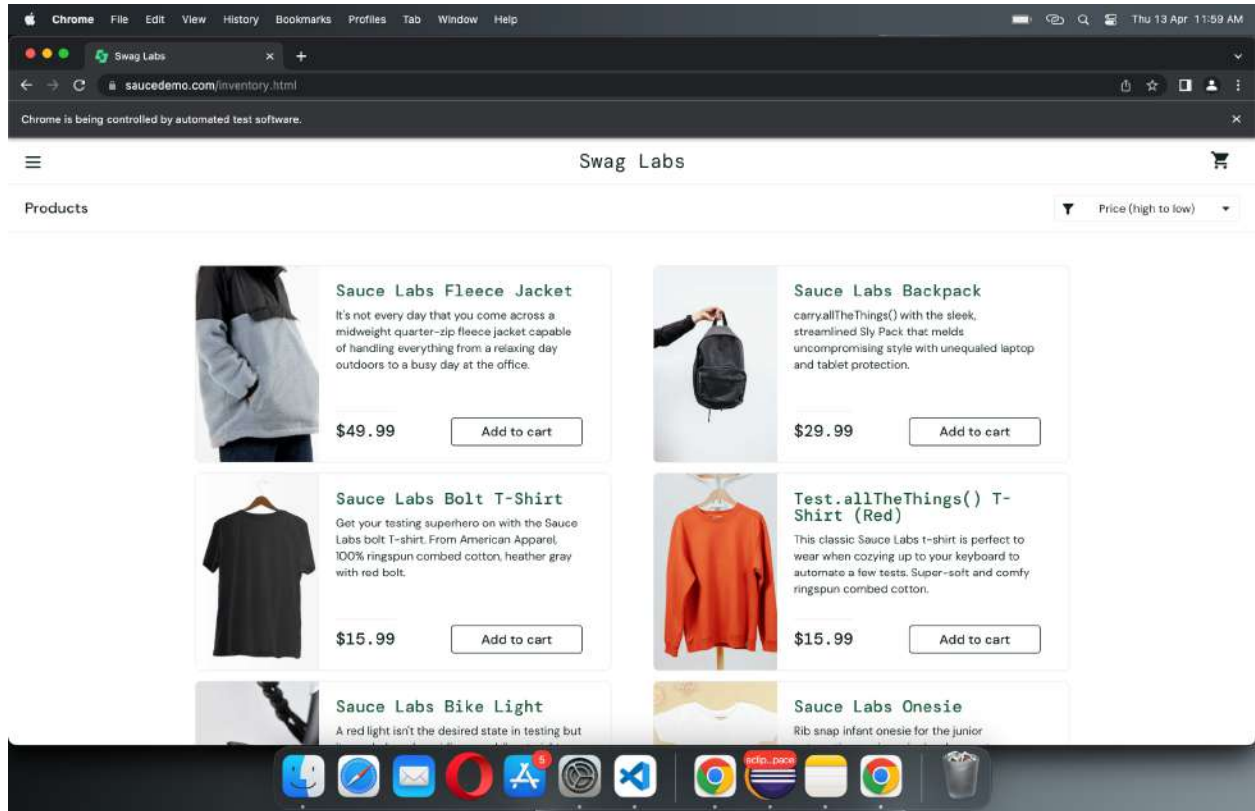 Chrome File Edit View History Bookmarks Profiles Tab Window Help Thu 13 Apr 11:59 AM
Swag Labs
saucedemo.com/inventory.html
Chrome is being controlled by automated test software.
Swag Labs
Products
Price (high to low)
Sauce Labs Fleece Jacket
It's not every day that you come across a
midweight quarter-zip fleece jacket capable
of handling everything from a relaxing day
outdoors to a busy day at the office.
$49.99 Add to cart
Sauce Labs Backpack
carry.allTheThings() with the sleek,
streamlined Sly Pack that melds
uncompromising style with unequaled laptop
and tablet protection.
$29.99 Add to cart
Sauce Labs Bolt T-Shirt
Get your testing superhero on with the Sauce
Labs bolt T-shirt. From American Apparel,
100% ringspun combed cotton, heather gray
with red bolt.
$15.99 Add to cart
Test.allTheThings() T-
Shirt (Red)
This classic Sauce Labs t-shirt is perfect to
wear when cozying up to your keyboard to
automate a few tests. Super-soft and comfy
ringspun combed cotton.
$15.99 Add to cart
Sauce Labs Bike Light
A red light isn't the desired state in testing but
Sauce Labs Onesie
Rib snap infant onesie for the junior
5
eclip...pace